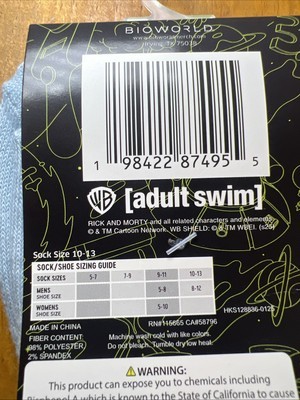 BIOWORLD
Irving, TX 75038
1 98422 87495 5
WB [adult swim]
RICK AND MORTY and all related characters and elements
© & TM Cartoon Network. WB SHIELD: © & TM WBEI. (s25)
Sock Size 10-13
SOCK/SHOE SIZING GUIDE
SOCK SIZES 5-7 7-9 9-11 10-13
MENS SHOE SIZE 5-8 8-12
WOMENS SHOE SIZE 5-10
HKS128836-0125
MADE IN CHINA RN#115685 CA#58796
FIBER CONTENT Machine wash cold with like colors.
98% POLYESTER Do not bleach. Tumble dry low heat.
2% SPANDEX
WARNING:
This product can expose you to chemicals including
Bisphenol A which is known to the State of California to cause